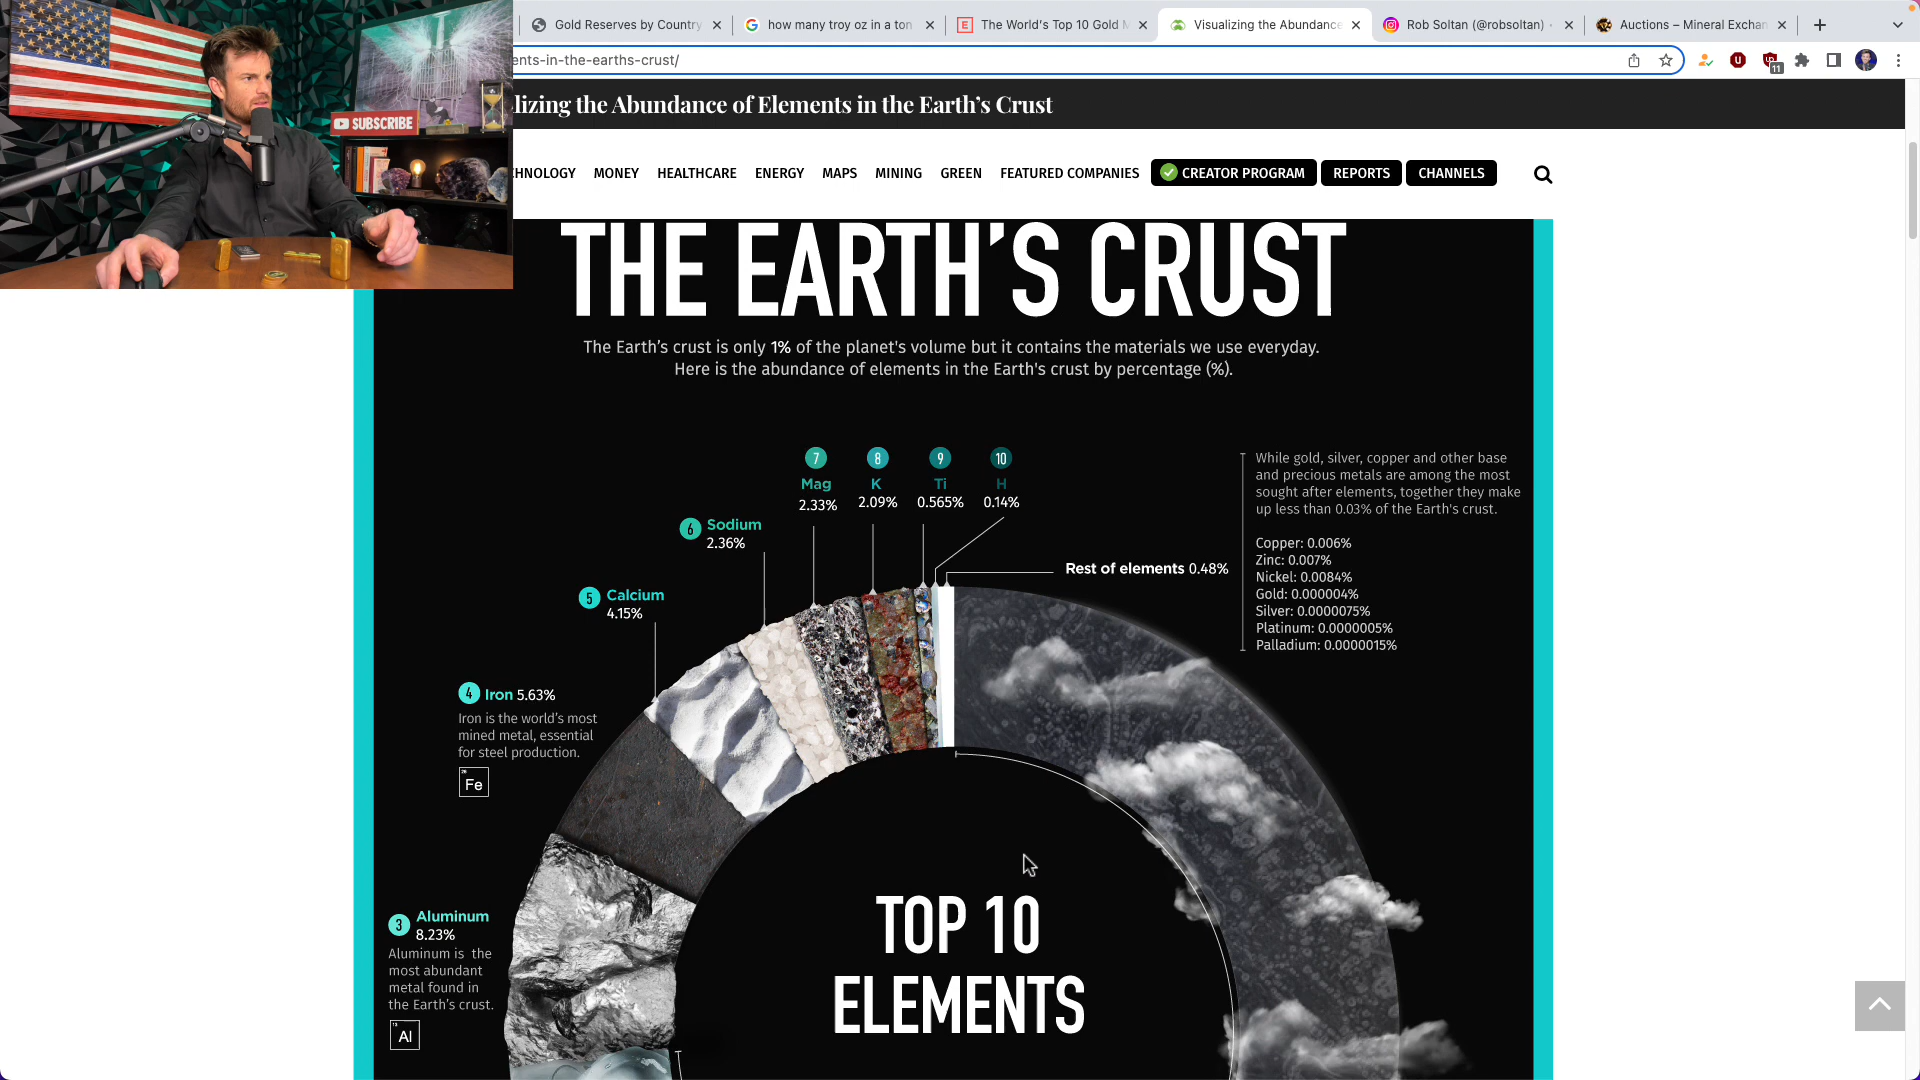 Gold Reserves by Country
how many troy oz in a ton
The World's Top 10 Gold M
Visualizing the Abundance
Rob Soltan (@robsoltan) •
Auctions – Mineral Exchan
ents-in-the-earths-crust/
11
SUBSCRIBE
lizing the Abundance of Elements in the Earth’s Crust
HNOLOGY MONEY HEALTHCARE ENERGY MAPS MINING GREEN FEATURED COMPANIES CREATOR PROGRAM REPORTS CHANNELS
THE EARTH’S CRUST
The Earth’s crust is only 1% of the planet's volume but it contains the materials we use everyday.
Here is the abundance of elements in the Earth's crust by percentage (%).
7
Mag
2.33%
8
K
2.09%
9
Ti
0.565%
10
H
0.14%
While gold, silver, copper and other base
and precious metals are among the most
sought after elements, together they make
up less than 0.03% of the Earth's crust.
Copper: 0.006%
Zinc: 0.007%
Nickel: 0.0084%
Gold: 0.000004%
Silver: 0.0000075%
Platinum: 0.0000005%
Palladium: 0.0000015%
6 Sodium
2.36%
Rest of elements 0.48%
5 Calcium
4.15%
4 Iron 5.63%
Iron is the world’s most
mined metal, essential
for steel production.
26
Fe
3 Aluminum
8.23%
Aluminum is the
most abundant
metal found in
the Earth’s crust.
13
Al
TOP 10
ELEMENTS